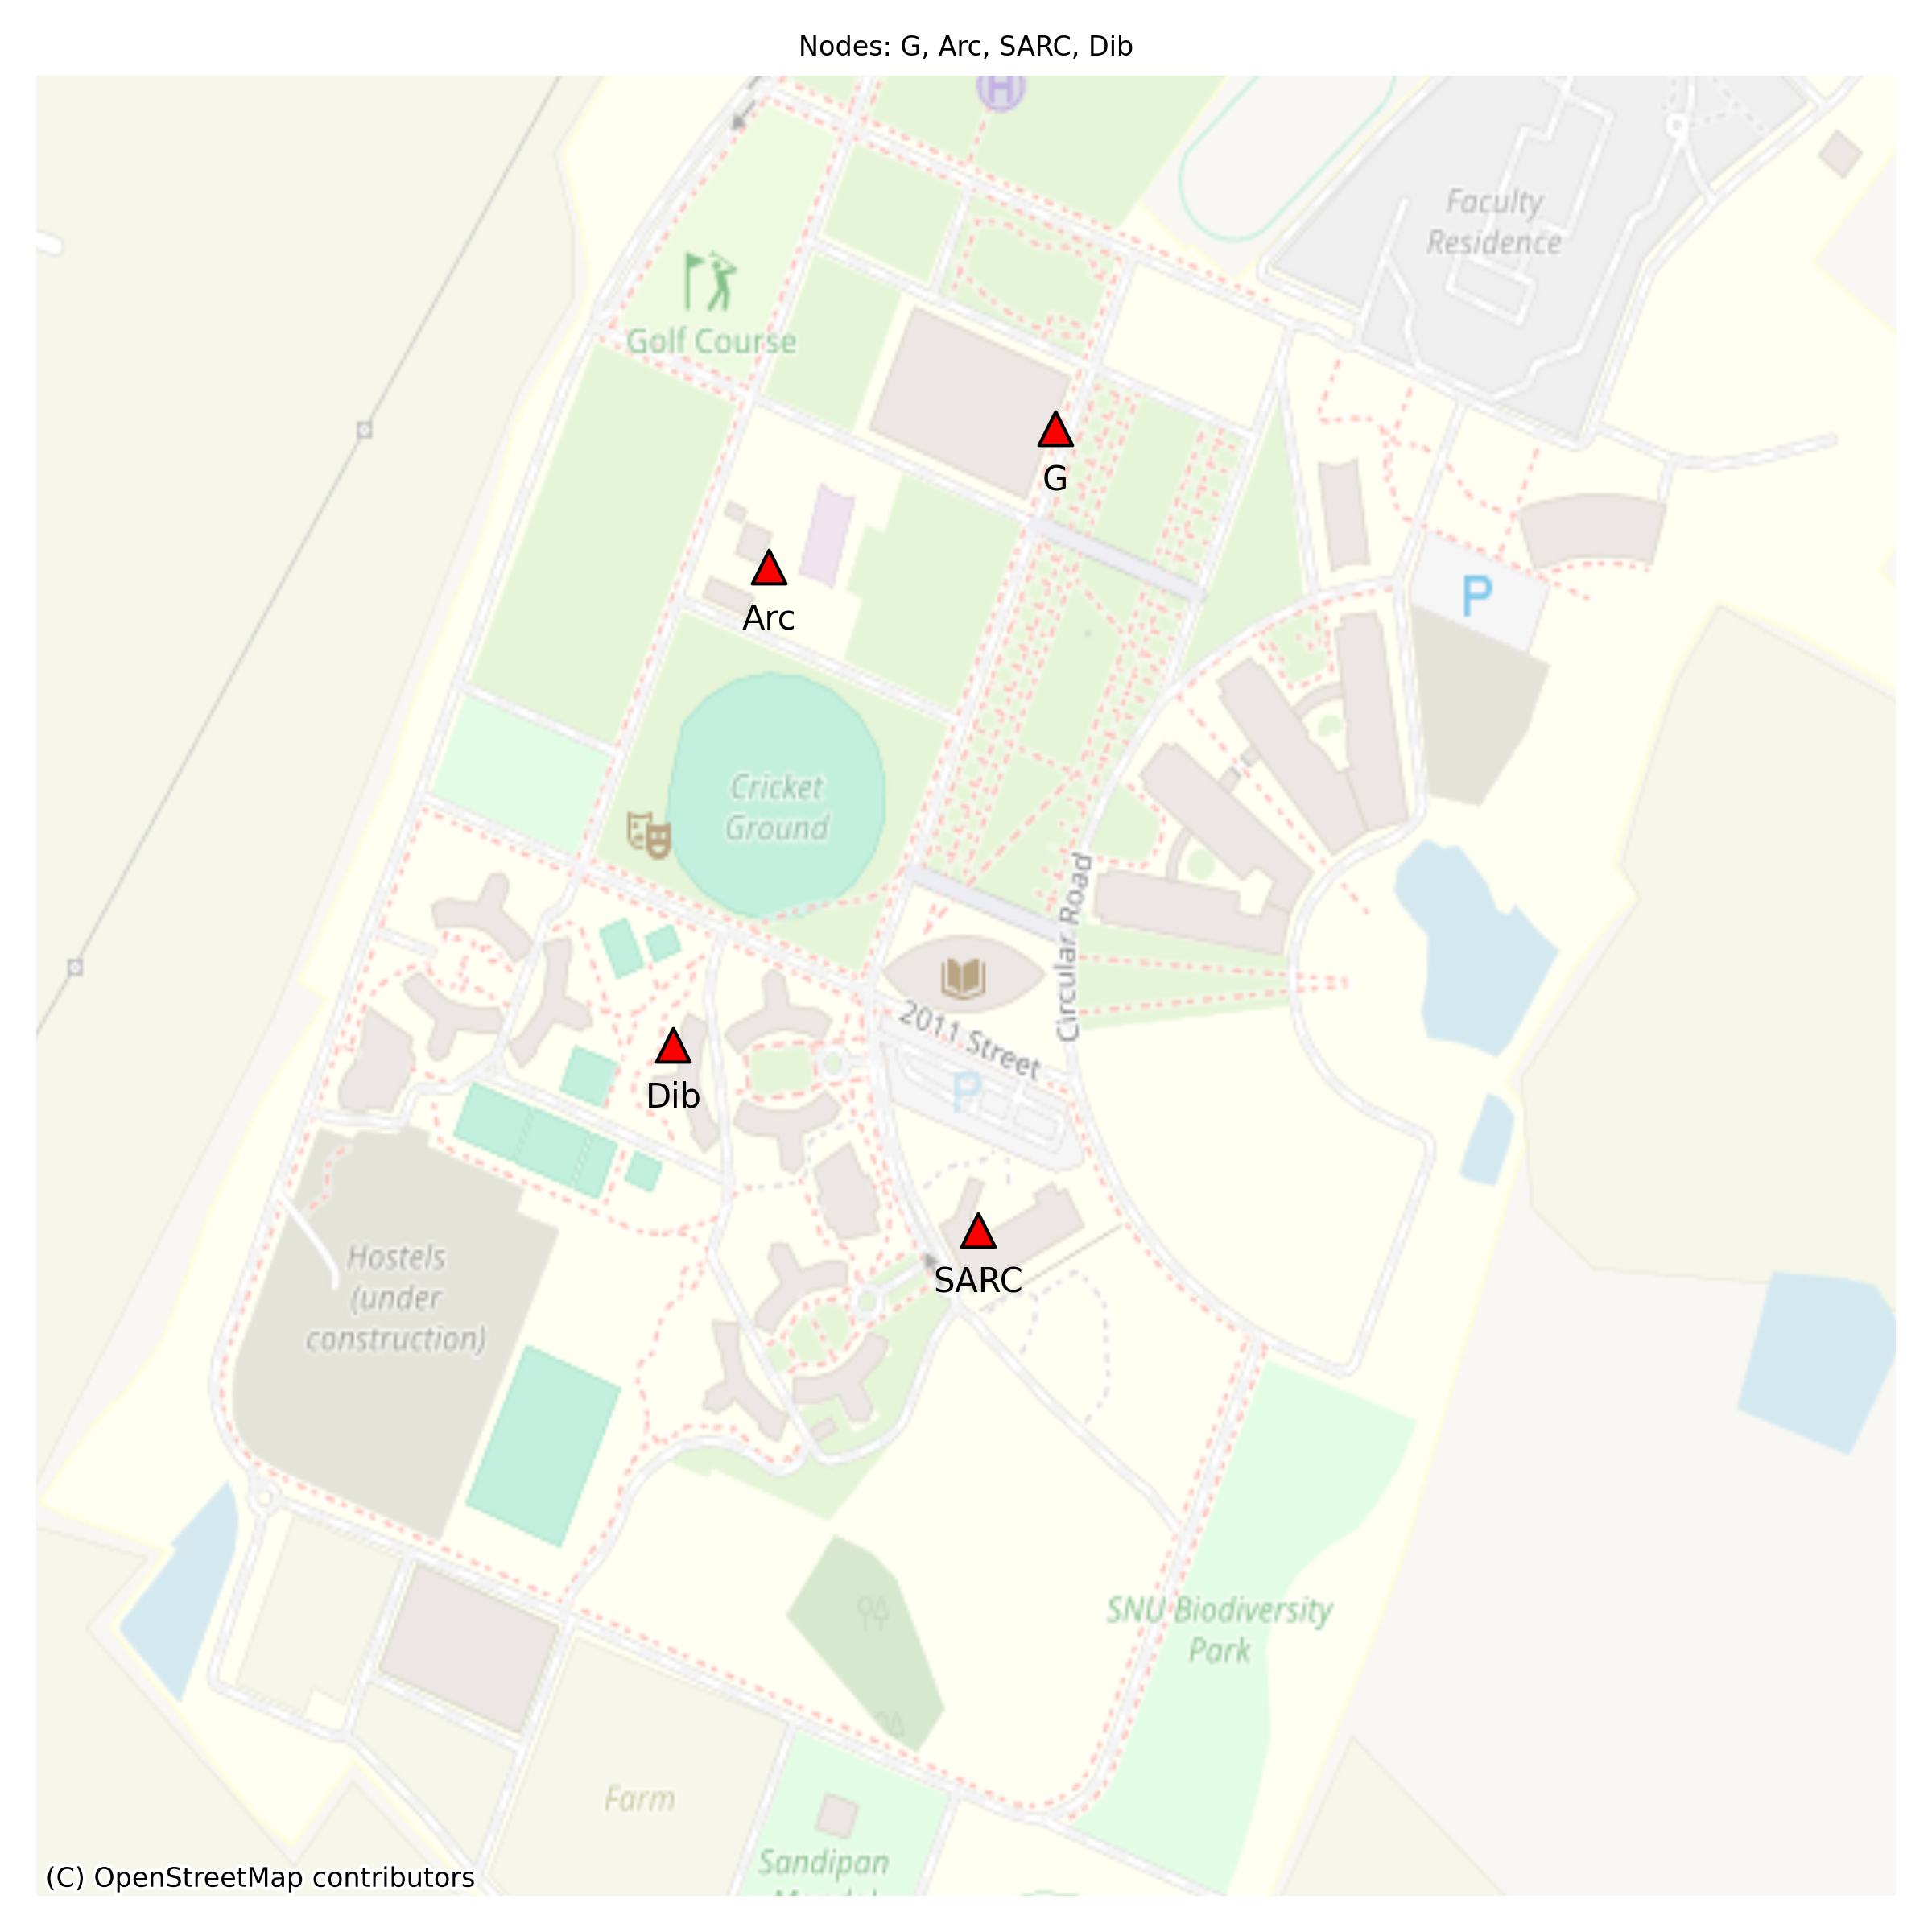 Nodes: G, Arc, SARC, Dib
H
Faculty
Residence
Golf Course
G
Arc
P
Cricket
Ground
Circular Road
2011 Street
P
Dib
SARC
Hostels
(under
construction)
SNU Biodiversity
Park
Farm
Sandipan
(C) OpenStreetMap contributors